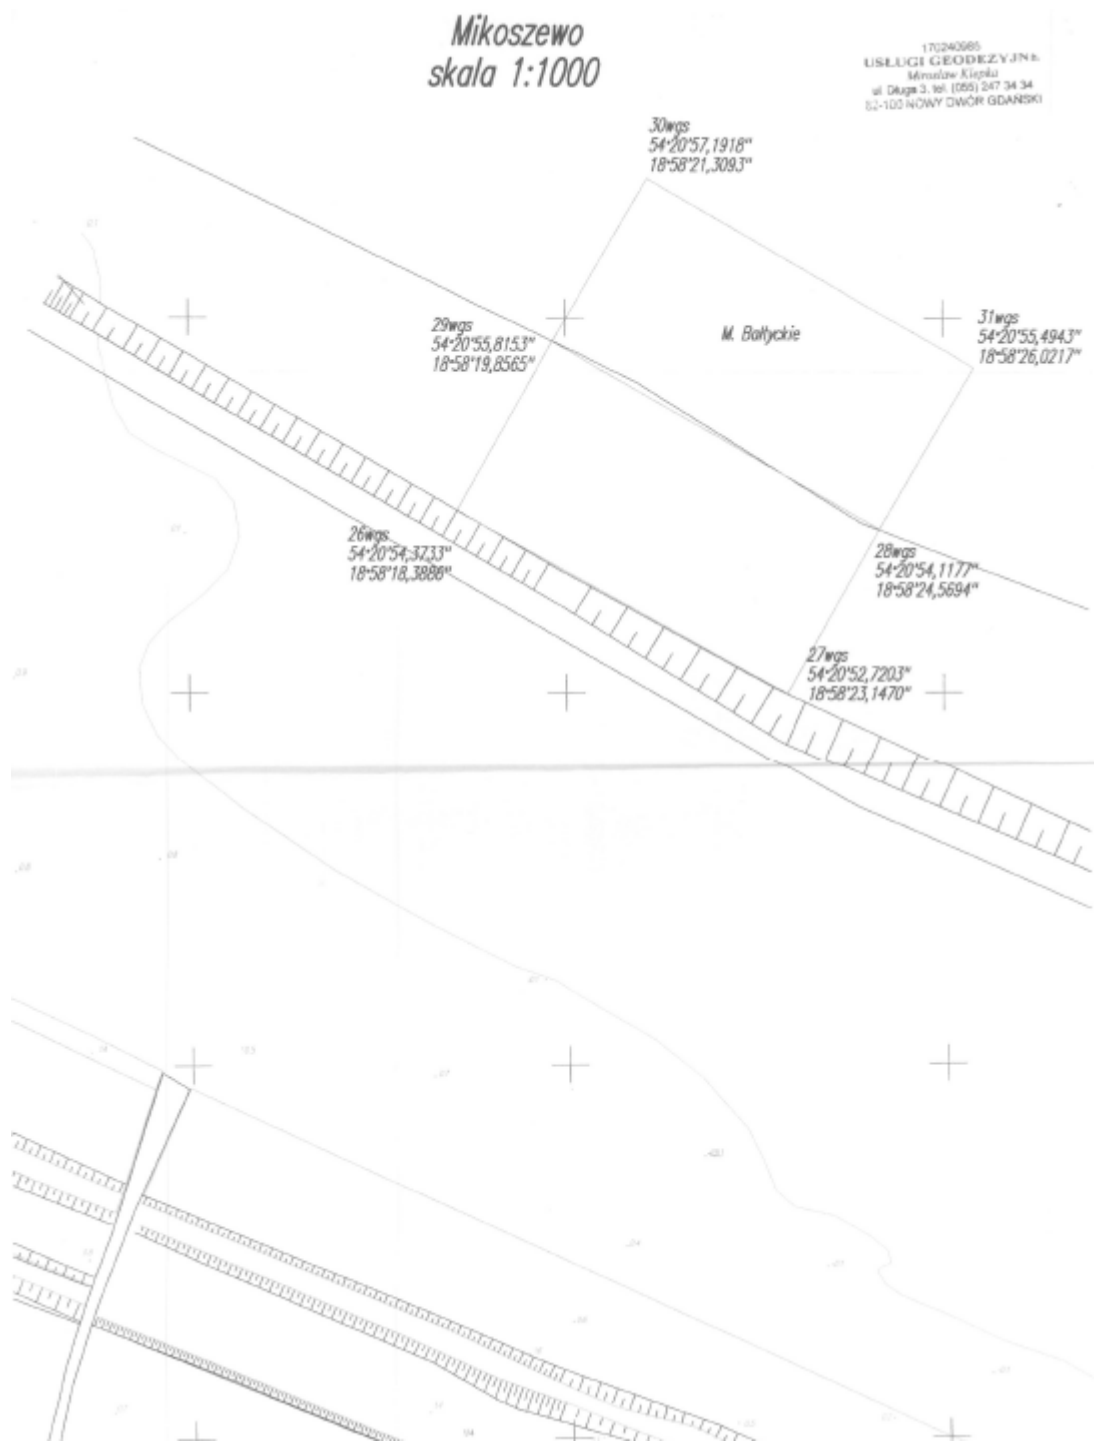 Mikoszewo
skala 1:1000
170240985
USŁUGI GEODEZYJNE
Mirosław Kiepka
ul. Długa 3, tel. (055) 247 34 34
82-100 NOWY DWÓR GDAŃSKI
30wgs
54°20'57,1918"
18°58'21,3093"
29wgs
54°20'55,8153"
18°58'19,8565"
M. Bałtyckie
31wgs
54°20'55,4943"
18°58'26,0217"
26wgs
54°20'54,3733"
18°58'18,3886"
28wgs
54°20'54,1177"
18°58'24,5694"
27wgs
54°20'52,7203"
18°58'23,1470"